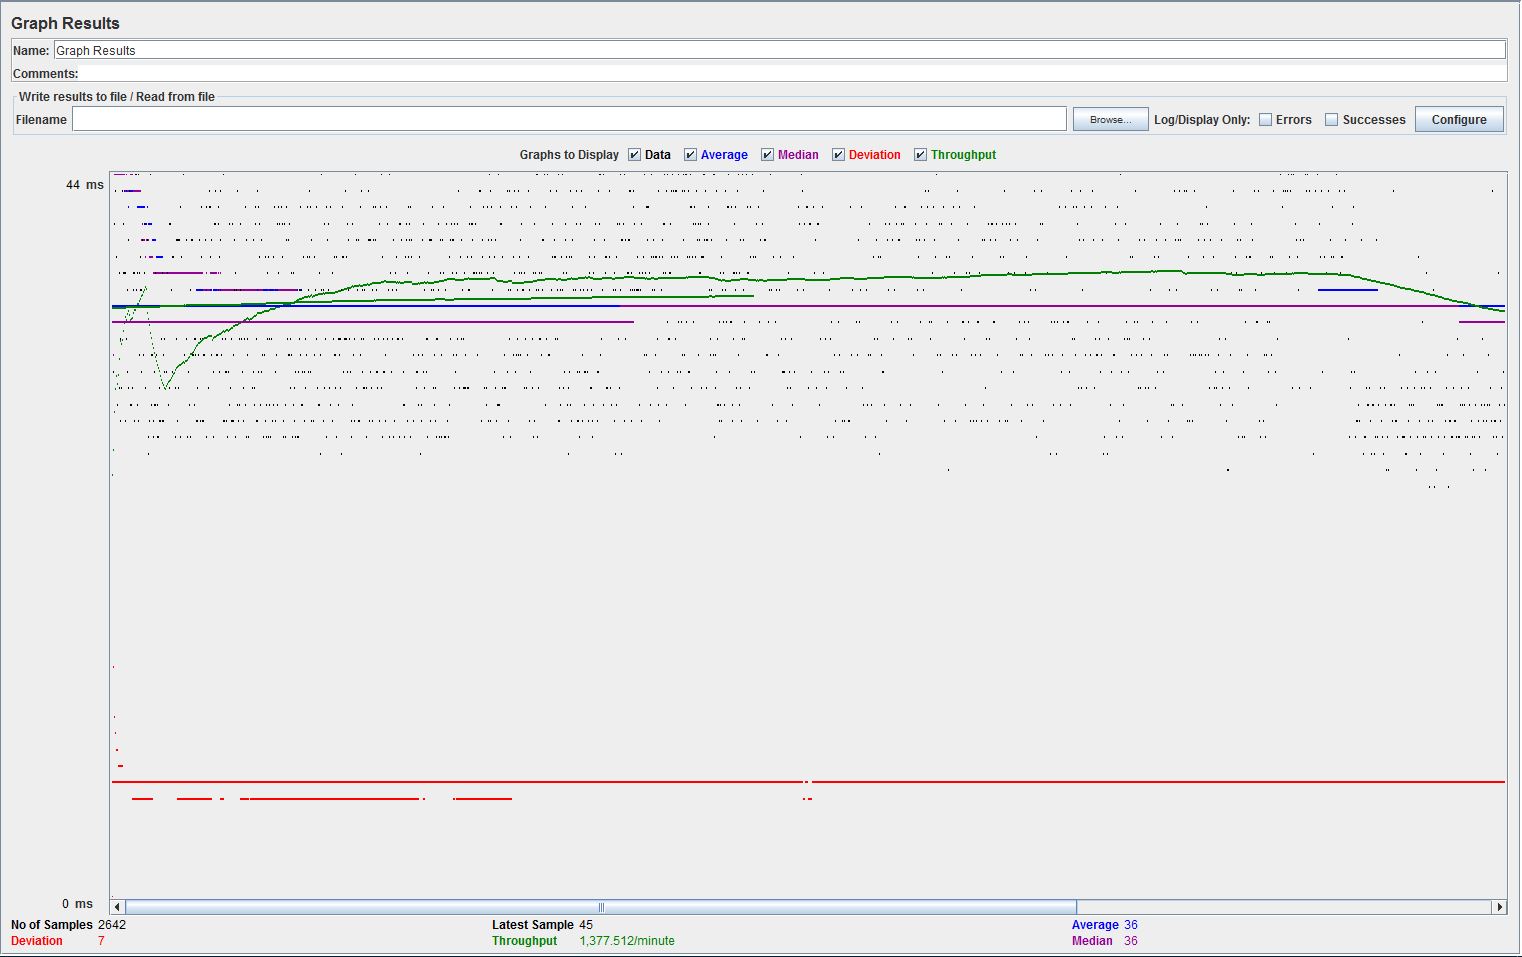 Graph Results
Name: Graph Results
Comments:
Write results to file / Read from file
Filename Browse... Log/Display Only: Errors Successes Configure
Graphs to Display Data Average Median Deviation Throughput
44 ms
0 ms
No of Samples 2642 Latest Sample 45 Average 36
Deviation 7 Throughput 1,377.512/minute Median 36